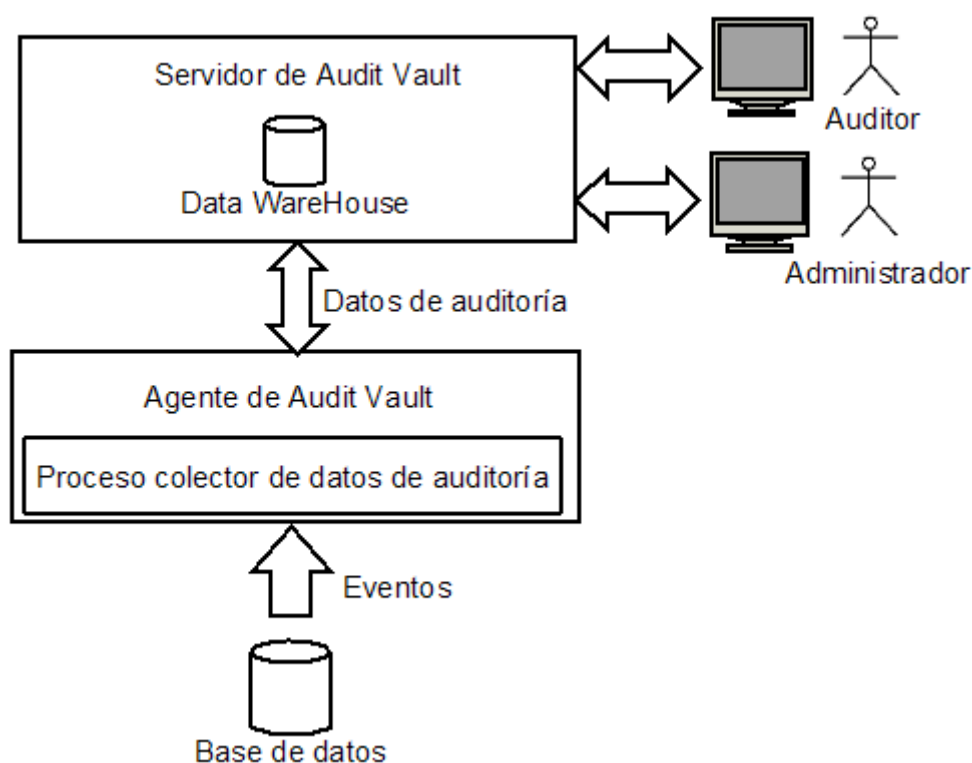 Servidor de Audit Vault
Data WareHouse
Auditor
Administrador
Datos de auditoría
Agente de Audit Vault
Proceso colector de datos de auditoría
Eventos
Base de datos